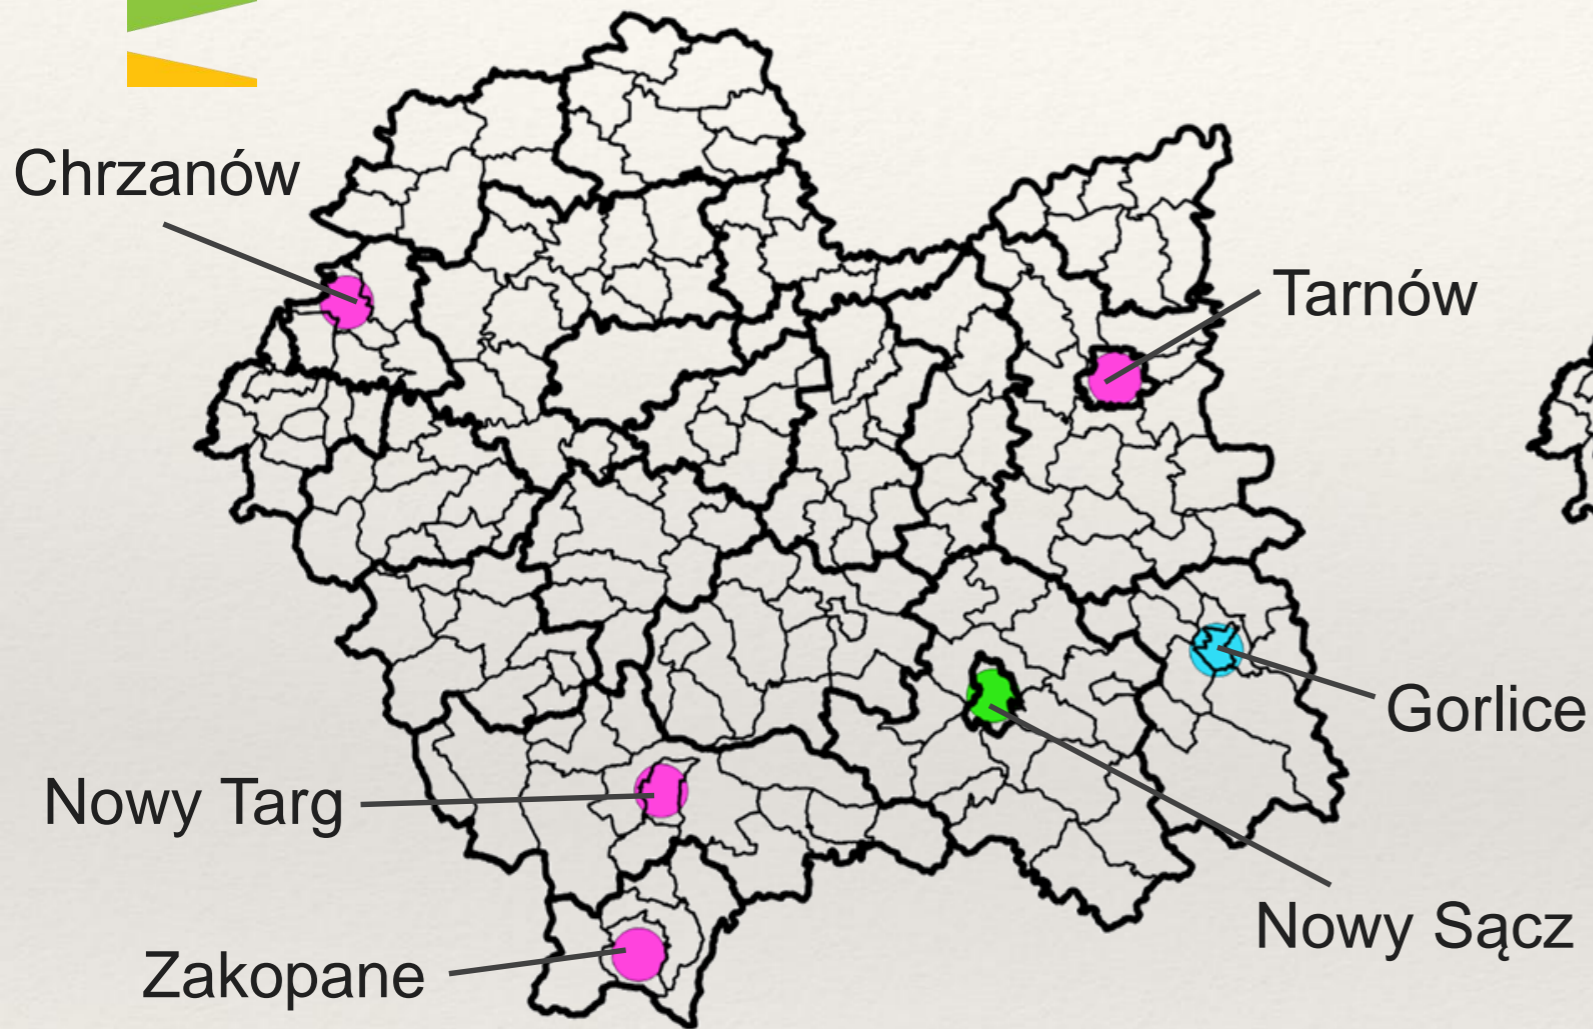 Chrzanów
Tarnów
Gorlice
Nowy Targ
Nowy Sącz
Zakopane